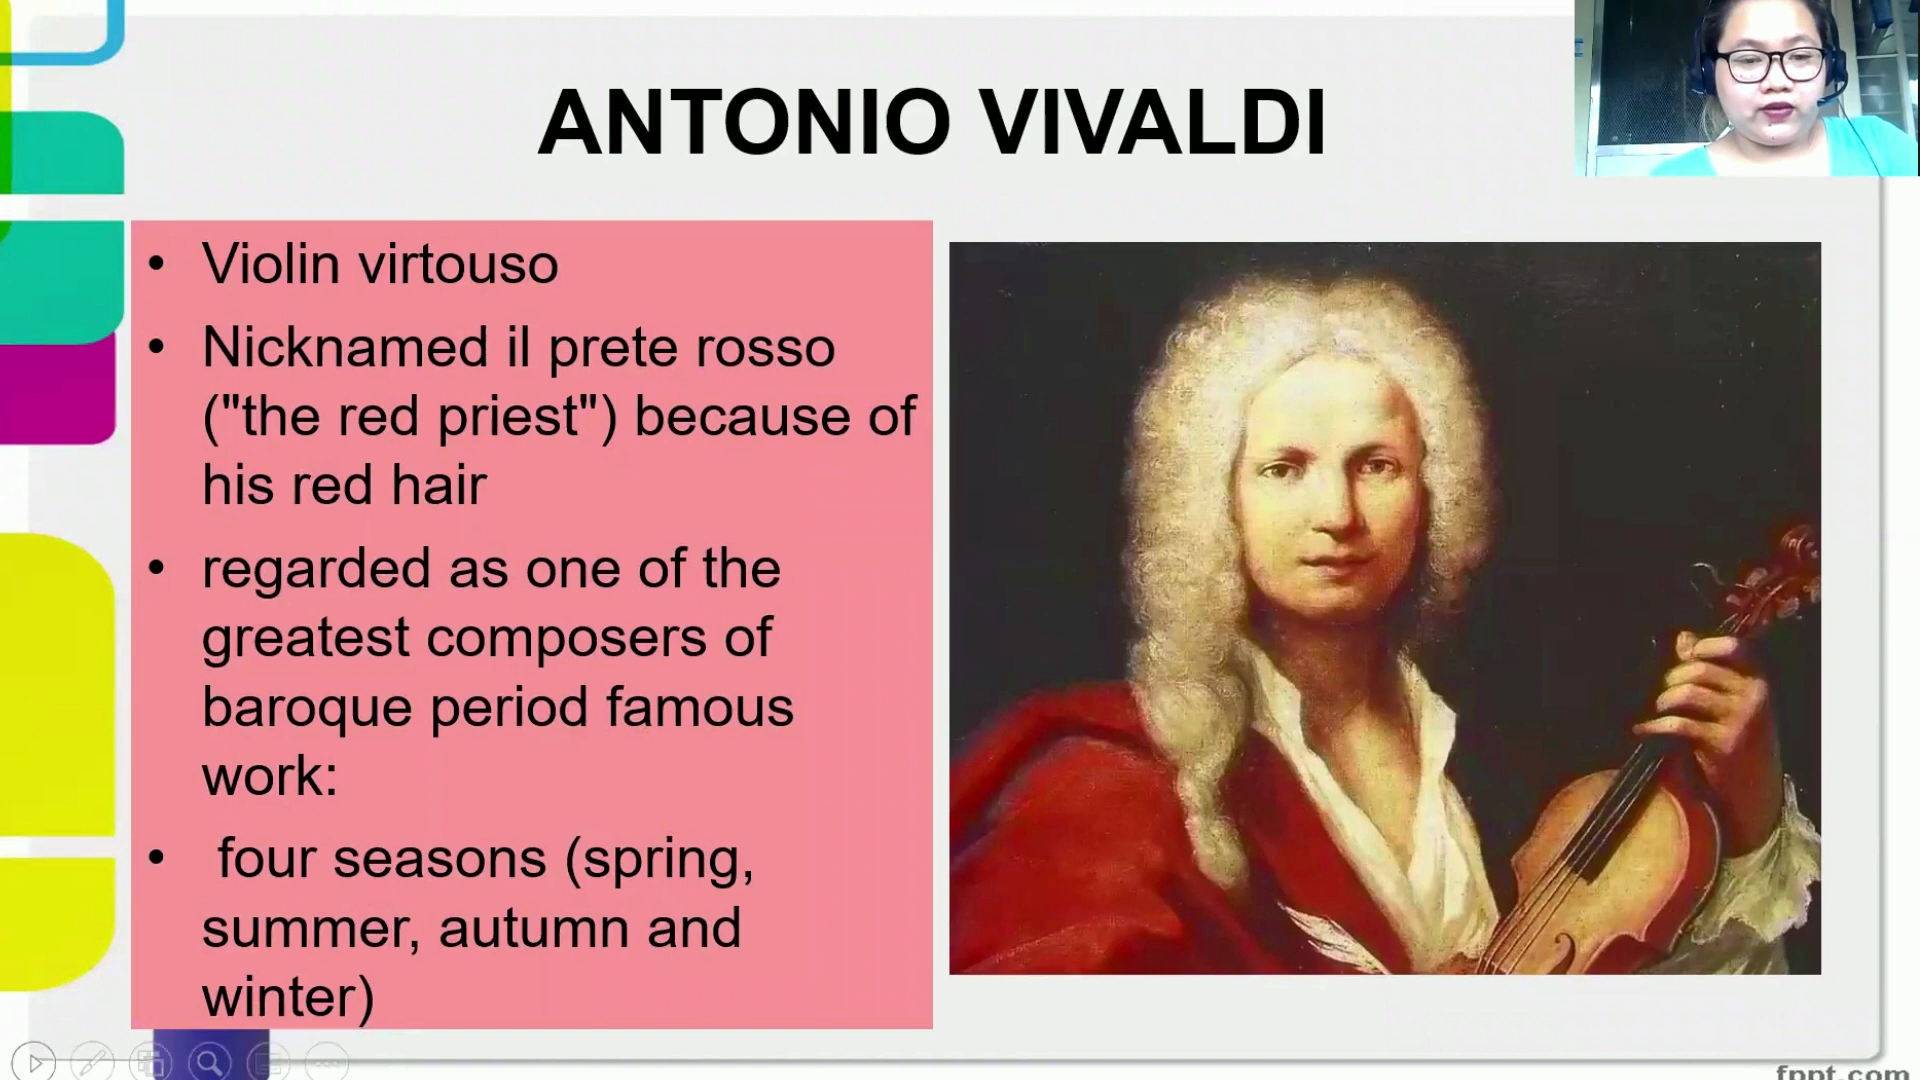 ANTONIO VIVALDI
• Violin virtouso
• Nicknamed il prete rosso
("the red priest") because of
his red hair
• regarded as one of the
greatest composers of
baroque period famous
work:
• four seasons (spring,
summer, autumn and
winter)
fppt.com